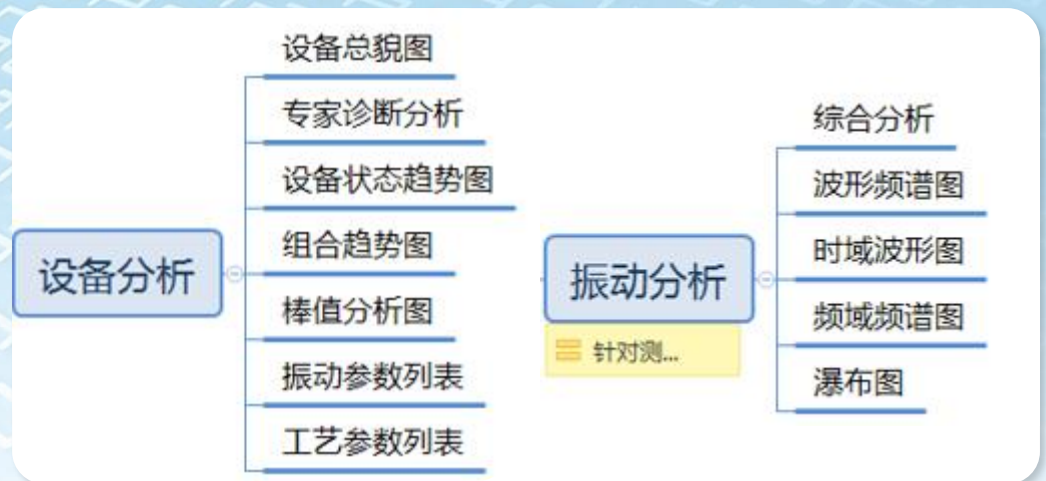 设备分析
设备总貌图
专家诊断分析
设备状态趋势图
组合趋势图
棒值分析图
振动参数列表
工艺参数列表
振动分析
针对测...
综合分析
波形频谱图
时域波形图
频域频谱图
瀑布图